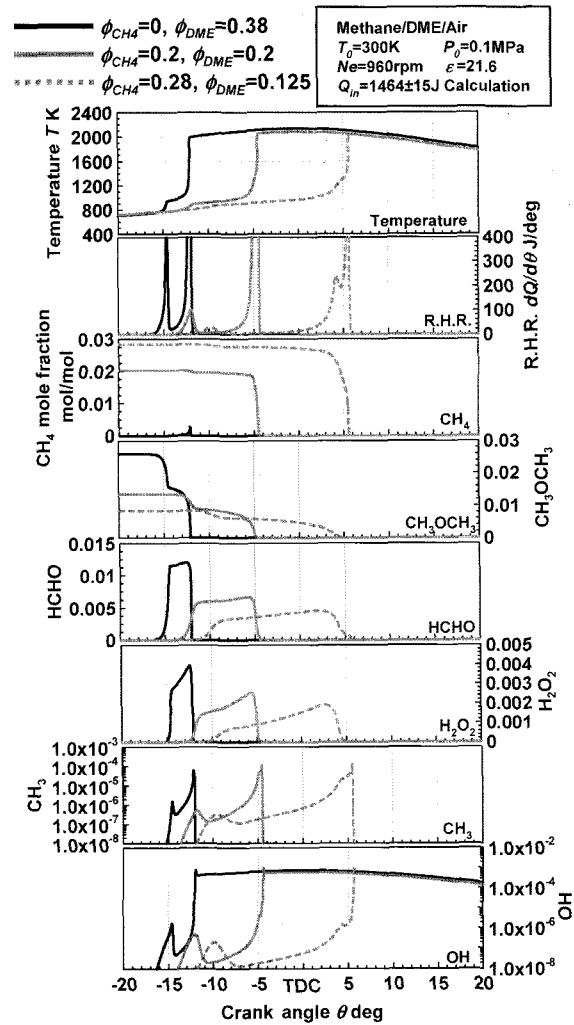 ϕCH4=0, ϕDME=0.38
ϕCH4=0.2, ϕDME=0.2
ϕCH4=0.28, ϕDME=0.125
Methane/DME/Air
T0=300K P0=0.1MPa
Ne=960rpm ε=21.6
Qin=1464±15J Calculation
Temperature T K
2400
2000
1600
1200
800
400
Temperature
R.H.R. dQ/dθ J/deg
400
300
200
100
0
R.H.R.
CH4 mole fraction
mol/mol
0.03
0.02
0.01
0
CH4
CH3OCH3
0.03
0.02
0.01
0
CH3OCH3
HCHO
0.015
0.01
0.005
0
HCHO
H2O2
0.005
0.004
0.003
0.002
0.001
0
H2O2
CH3
1.0x10-3
1.0x10-4
1.0x10-5
1.0x10-6
1.0x10-7
1.0x10-8
CH3
OH
1.0x10-2
1.0x10-4
1.0x10-6
1.0x10-8
OH
-20 -15 -10 -5 TDC 5 10 15 20
Crank angle θ deg